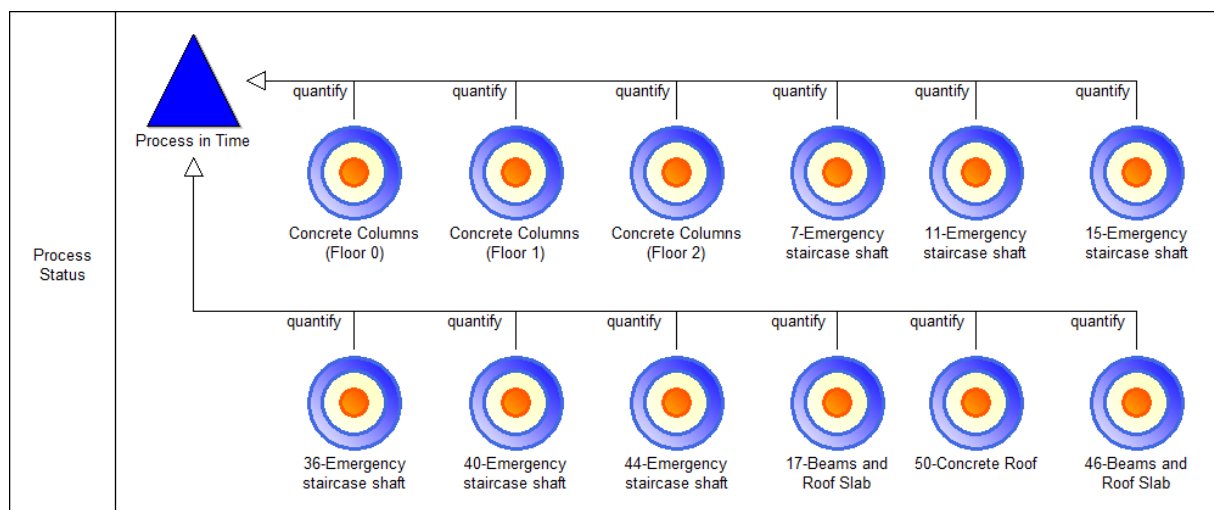 quantify quantify quantify quantify quantify quantify
Process in Time
Concrete Columns
(Floor 0)
Concrete Columns
(Floor 1)
Concrete Columns
(Floor 2)
7-Emergency
staircase shaft
11-Emergency
staircase shaft
15-Emergency
staircase shaft
Process
Status
quantify quantify quantify quantify quantify quantify
36-Emergency
staircase shaft
40-Emergency
staircase shaft
44-Emergency
staircase shaft
17-Beams and
Roof Slab
50-Concrete Roof
46-Beams and
Roof Slab